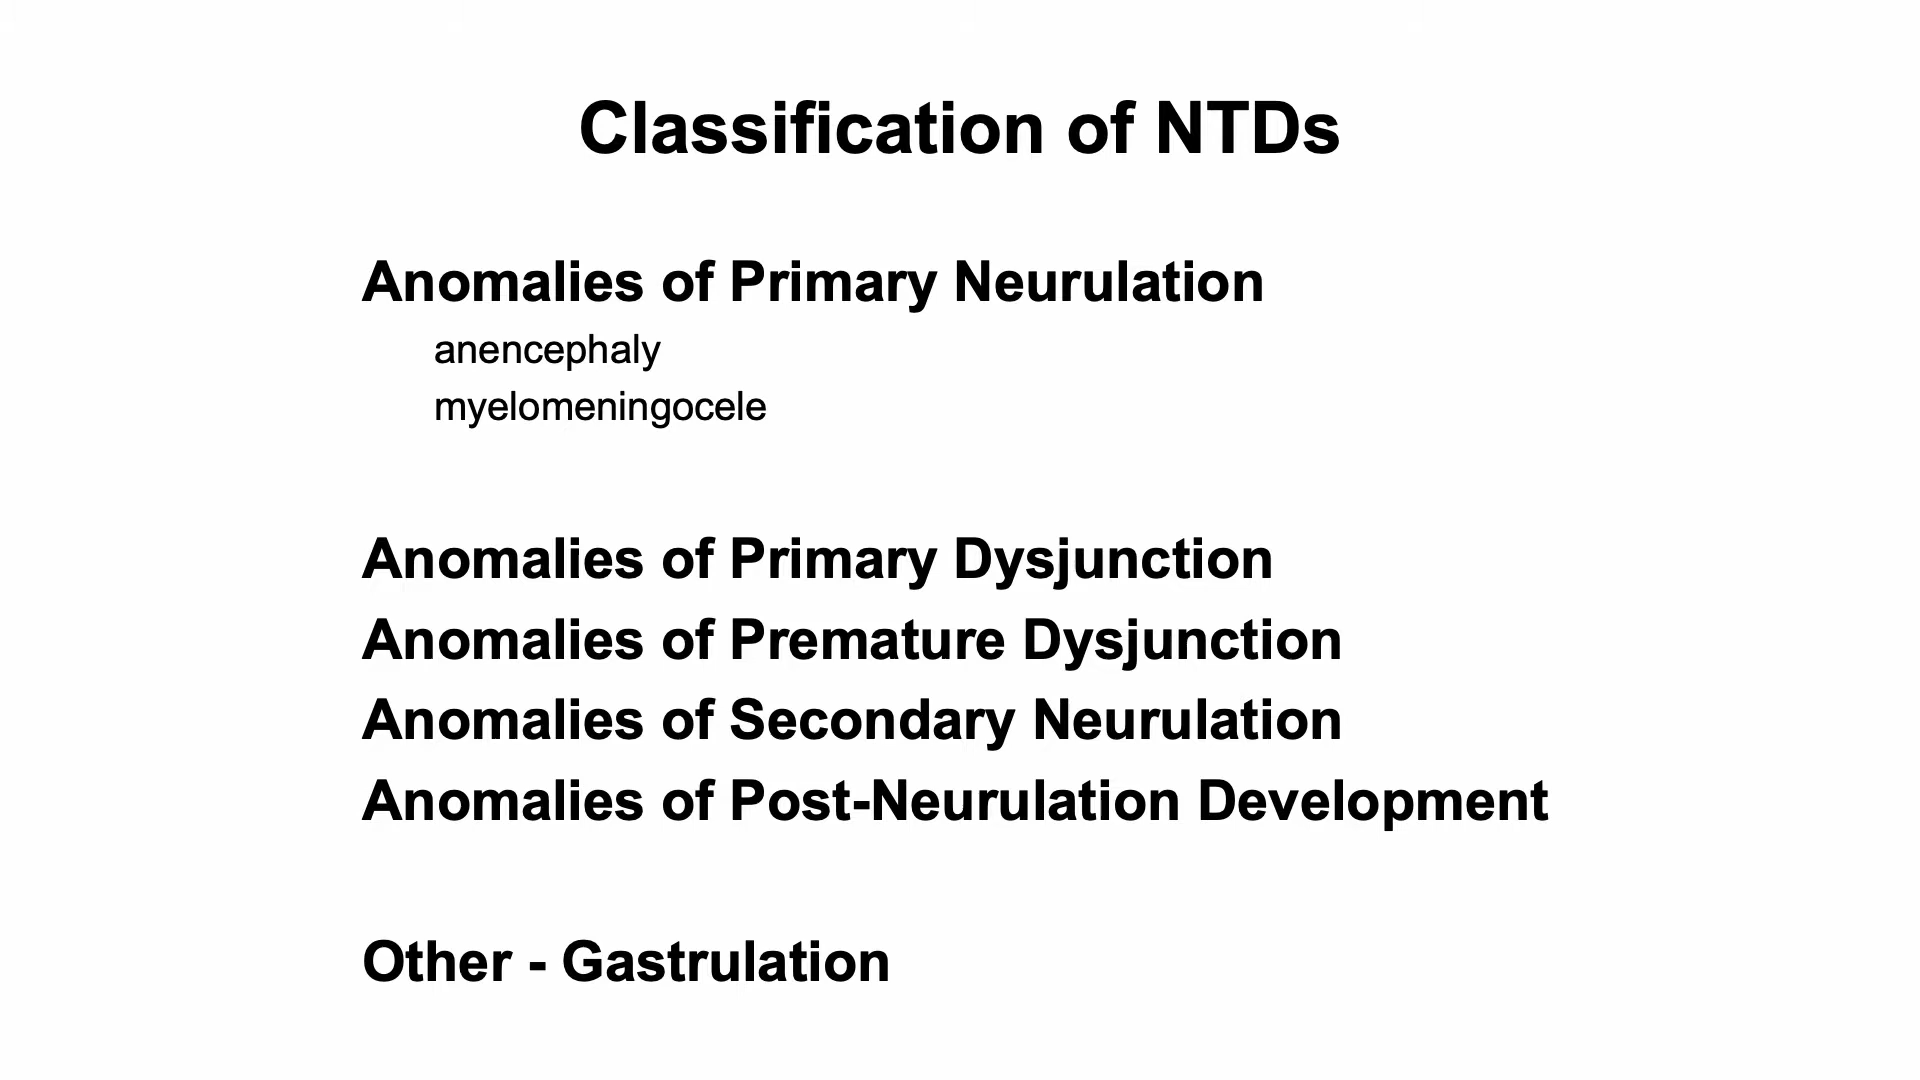 Classification of NTDs
Anomalies of Primary Neurulation
anencephaly
myelomeningocele
Anomalies of Primary Dysjunction
Anomalies of Premature Dysjunction
Anomalies of Secondary Neurulation
Anomalies of Post-Neurulation Development
Other - Gastrulation